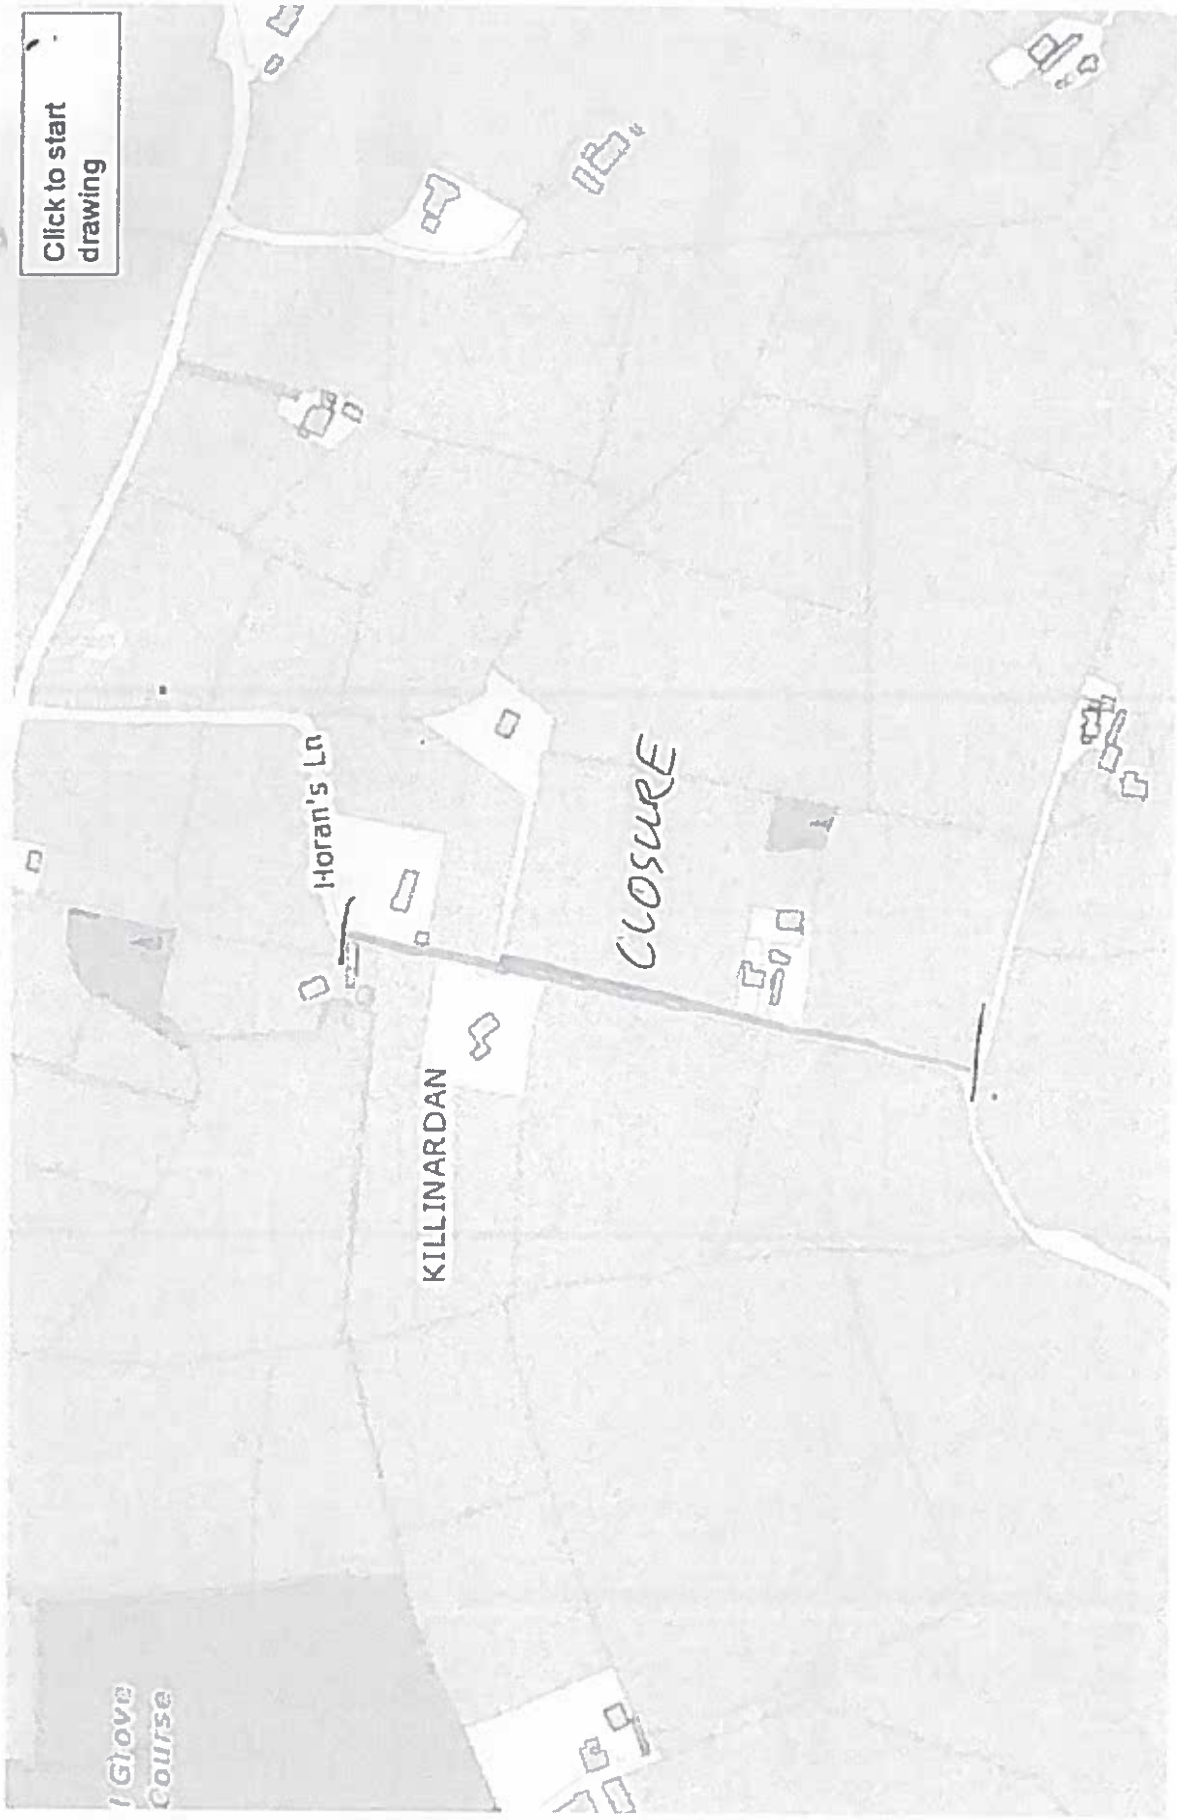 Click to start
drawing
Horan's Ln
CLOSURE
KILLINARDAN
Course